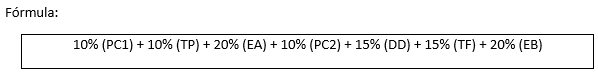 Fórmula:
10% (PC1) + 10% (TP) + 20% (EA) + 10% (PC2) + 15% (DD) + 15% (TF) + 20% (EB)